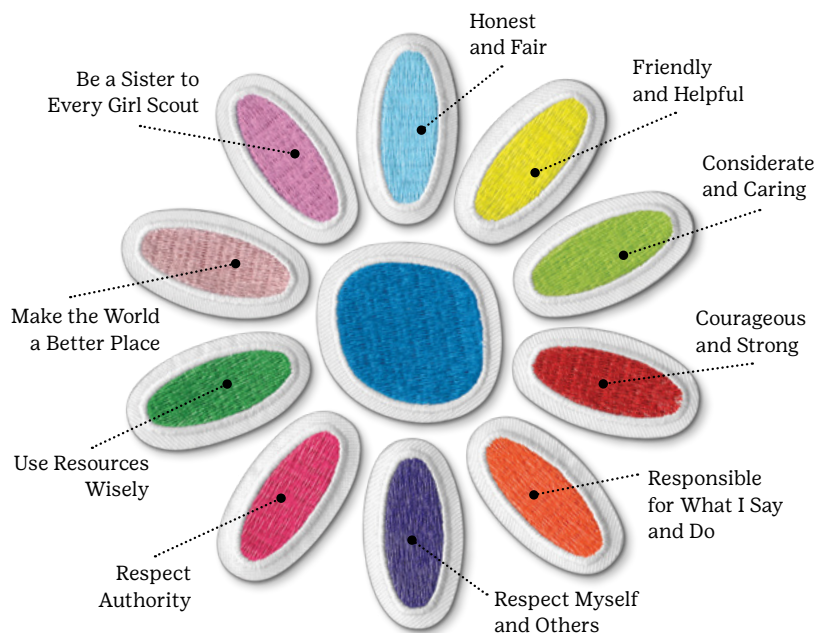 Honest
and Fair
Friendly
and Helpful
Considerate
and Caring
Courageous
and Strong
Responsible
for What I Say
and Do
Respect Myself
and Others
Respect
Authority
Use Resources
Wisely
Make the World
a Better Place
Be a Sister to
Every Girl Scout